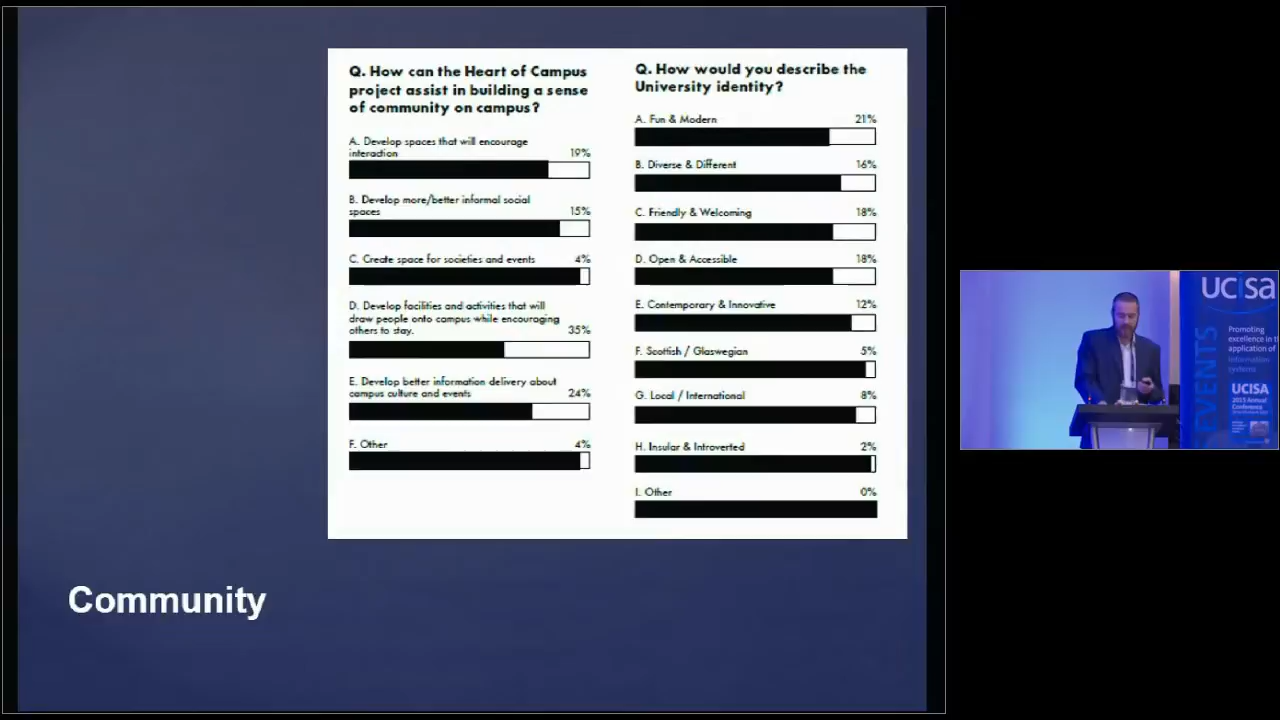 Q. How can the Heart of Campus
project assist in building a sense
of community on campus?
A. Develop spaces that will encourage
interaction 19%
B. Develop more/better informal social
spaces 15%
C. Create space for societies and events 4%
D. Develop facilities and activities that will
draw people onto campus while encouraging
others to stay. 35%
E. Develop better information delivery about
campus culture and events 24%
F. Other 4%
Q. How would you describe the
University identity?
A. Fun & Modern 21%
B. Diverse & Different 16%
C. Friendly & Welcoming 18%
D. Open & Accessible 18%
E. Contemporary & Innovative 12%
F. Scottish / Glaswegian 5%
G. Local / International 8%
H. Insular & Introverted 2%
I. Other 0%
Community
ucisa
EVENTS
Promoting
excellence in
application of
information
systems
UCISA
2015 Annual
Conference